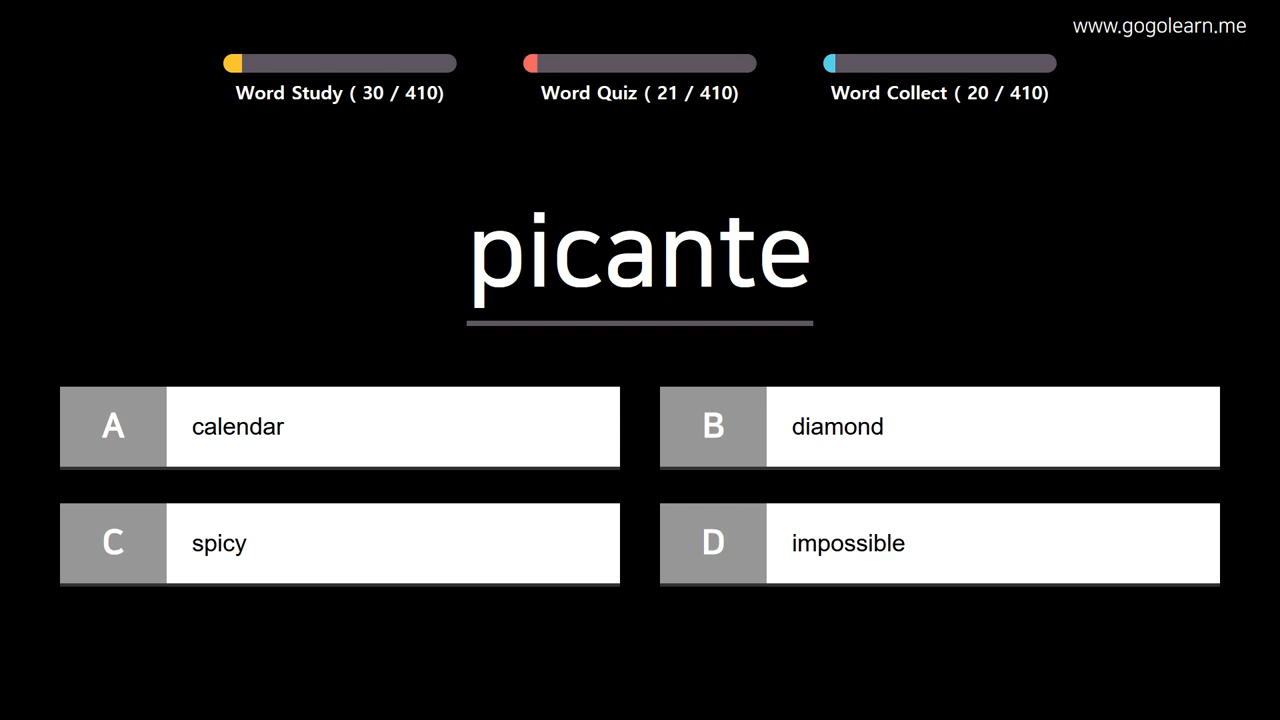 www.gogolearn.me
Word Study ( 30 / 410)
Word Quiz ( 21 / 410)
Word Collect ( 20 / 410)
picante
A calendar
B diamond
C spicy
D impossible